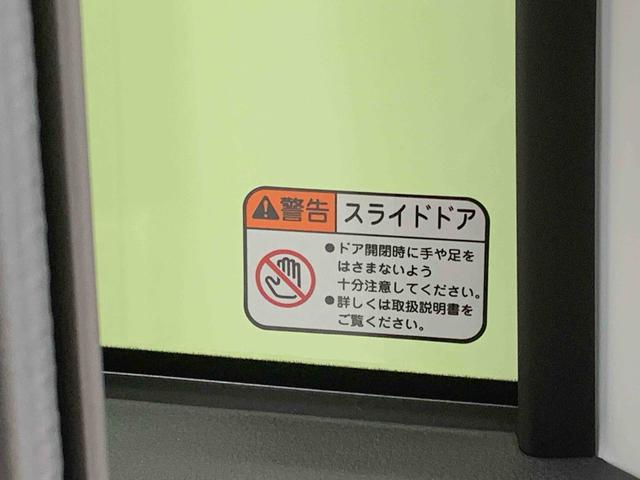 警告 スライドドア
●ドア開閉時に手や足を
はさまないよう
十分注意してください。
●詳しくは取扱説明書を
ご覧ください。